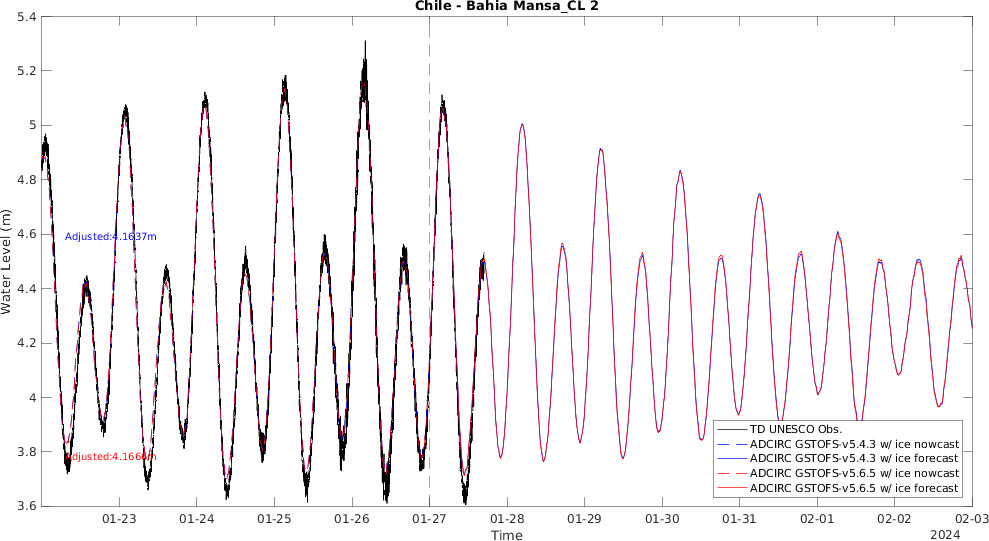 Chile - Bahia Mansa_CL 2
5.4
5.2
5
4.8
4.6
4.4
4.2
4
3.8
3.6
Water Level (m)
Adjusted:4.1637m
Adjusted:4.1666m
TD UNESCO Obs.
ADCIRC GSTOFS-v5.4.3 w/ ice nowcast
ADCIRC GSTOFS-v5.4.3 w/ ice forecast
ADCIRC GSTOFS-v5.6.5 w/ ice nowcast
ADCIRC GSTOFS-v5.6.5 w/ ice forecast
01-23 01-24 01-25 01-26 01-27 01-28 01-29 01-30 01-31 02-01 02-02 02-03
Time
2024